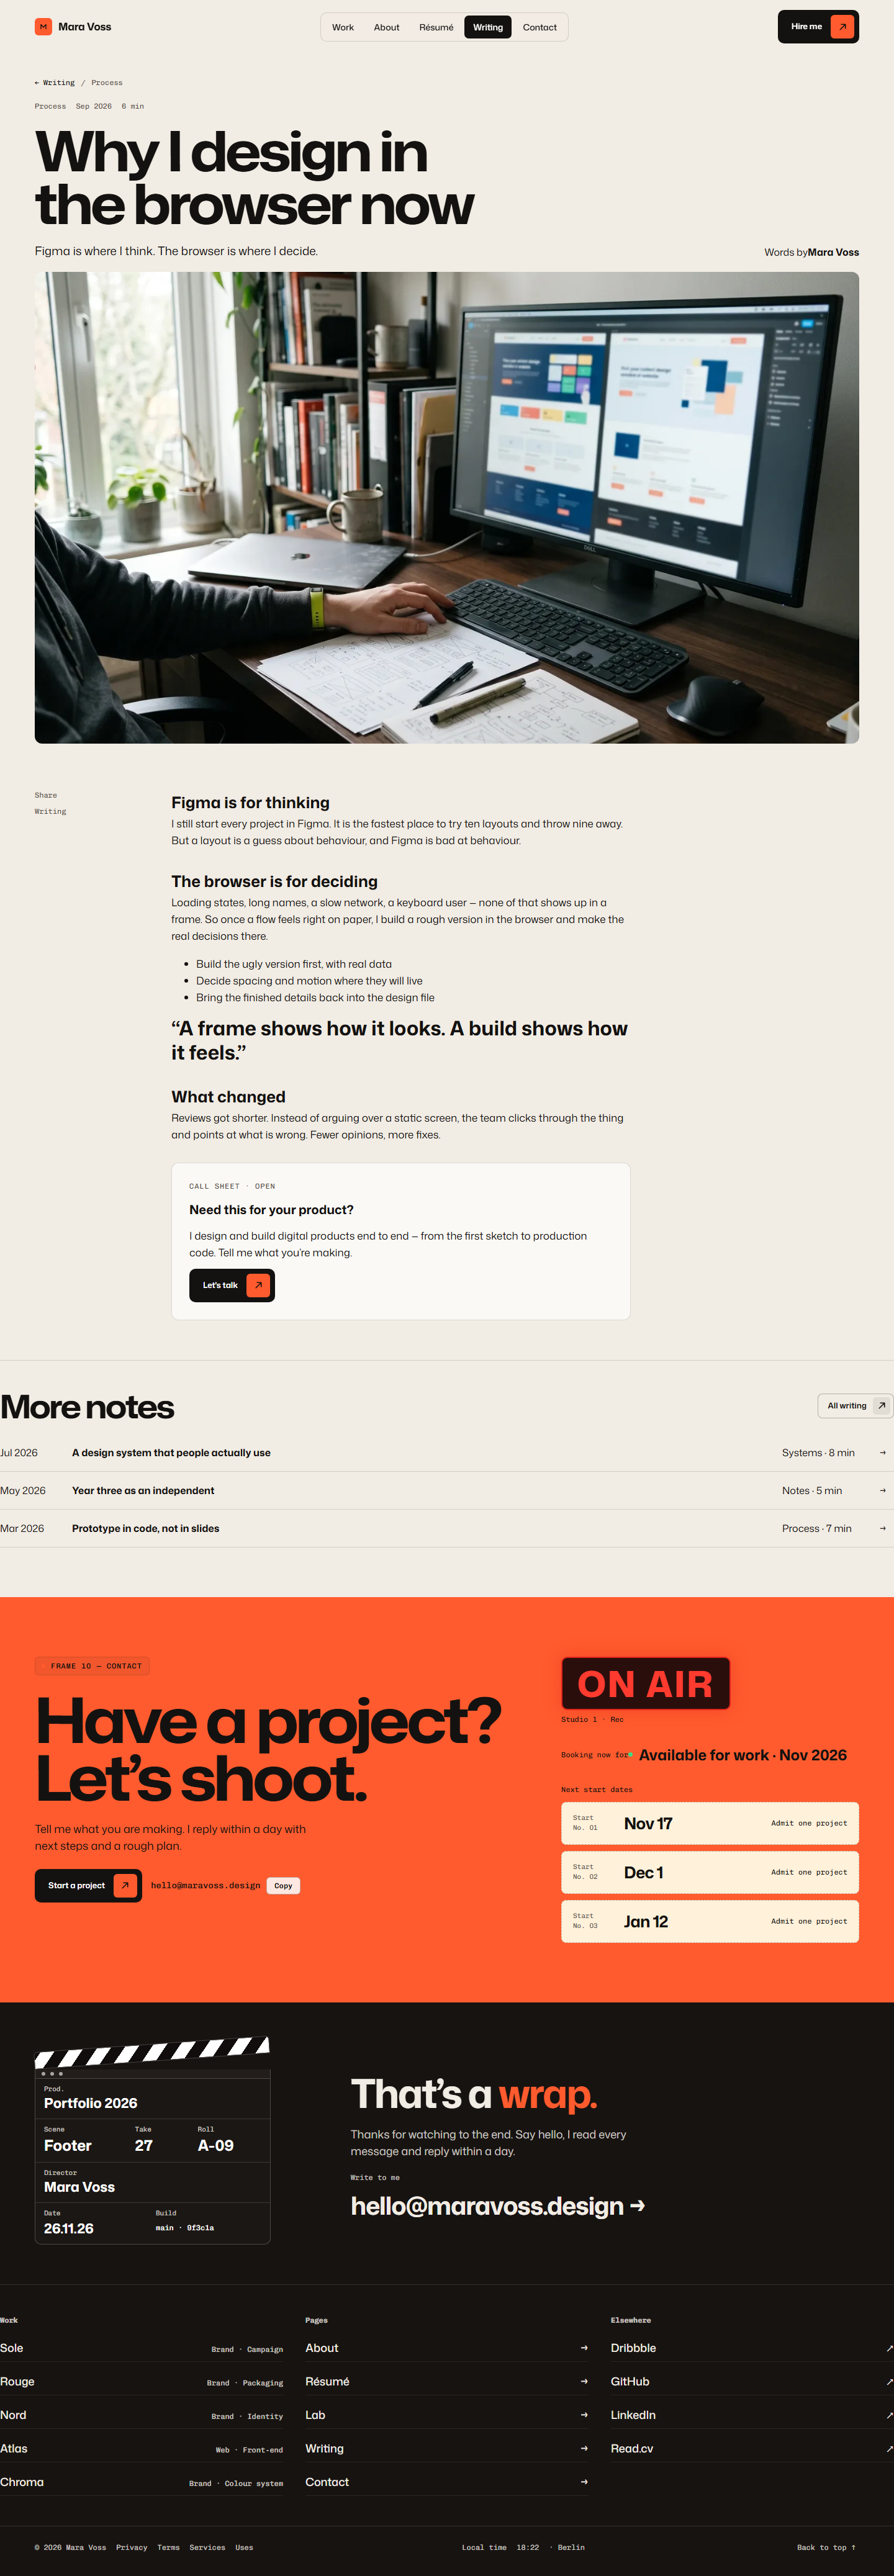 M Mara Voss
Work About Résumé Writing Contact
Hire me ↗
← Writing / Process
Process Sep 2026 6 min
Why I design in
the browser now
Figma is where I think. The browser is where I decide.
Words byMara Voss
Share
Writing
Figma is for thinking
I still start every project in Figma. It is the fastest place to try ten layouts and throw nine away.
But a layout is a guess about behaviour, and Figma is bad at behaviour.
The browser is for deciding
Loading states, long names, a slow network, a keyboard user — none of that shows up in a
frame. So once a flow feels right on paper, I build a rough version in the browser and make the
real decisions there.
• Build the ugly version first, with real data
• Decide spacing and motion where they will live
• Bring the finished details back into the design file
“A frame shows how it looks. A build shows how
it feels.”
What changed
Reviews got shorter. Instead of arguing over a static screen, the team clicks through the thing
and points at what is wrong. Fewer opinions, more fixes.
CALL SHEET · OPEN
Need this for your product?
I design and build digital products end to end — from the first sketch to production
code. Tell me what you’re making.
Let’s talk ↗
More notes
All writing ↗
Jul 2026 A design system that people actually use Systems · 8 min →
May 2026 Year three as an independent Notes · 5 min →
Mar 2026 Prototype in code, not in slides Process · 7 min →
FRAME 10 — CONTACT
Have a project?
Let’s shoot.
Tell me what you are making. I reply within a day with
next steps and a rough plan.
Start a project ↗ hello@maravoss.design Copy
ON AIR
Studio 1 · Rec
Booking now for Available for work · Nov 2026
Next start dates
Start
No. 01
Nov 17
Admit one project
Start
No. 02
Dec 1
Admit one project
Start
No. 03
Jan 12
Admit one project
Prod.
Portfolio 2026
Scene Take Roll
Footer 27 A-09
Director
Mara Voss
Date Build
26.11.26 main · 9f3c1a
That’s a wrap.
Thanks for watching to the end. Say hello, I read every
message and reply within a day.
Write to me
hello@maravoss.design →
Work
Sole Brand · Campaign
Rouge Brand · Packaging
Nord Brand · Identity
Atlas Web · Front-end
Chroma Brand · Colour system
Pages
About →
Résumé →
Lab →
Writing →
Contact →
Elsewhere
Dribbble ↗
GitHub ↗
LinkedIn ↗
Read.cv ↗
© 2026 Mara Voss Privacy Terms Services Uses
Local time 18:22 · Berlin
Back to top ↑